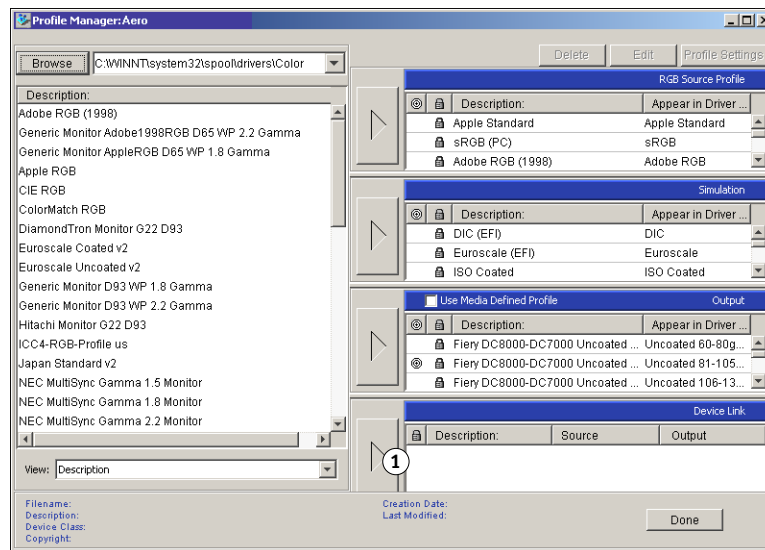 Profile Manager: Aero
Browse
C:\WINNT\system32\spool\drivers\Color
Delete
Edit
Profile Settings
Description:
Adobe RGB (1998)
Generic Monitor Adobe1998RGB D65 WP 2.2 Gamma
Generic Monitor AppleRGB D65 WP 1.8 Gamma
Apple RGB
CIE RGB
ColorMatch RGB
DiamondTron Monitor G22 D93
Euroscale Coated v2
Euroscale Uncoated v2
Generic Monitor D93 WP 1.8 Gamma
Generic Monitor D93 WP 2.2 Gamma
Hitachi Monitor G22 D93
ICC4-RGB-Profile us
Japan Standard v2
NEC MultiSync Gamma 1.5 Monitor
NEC MultiSync Gamma 1.8 Monitor
NEC MultiSync Gamma 2.2 Monitor
View: Description
RGB Source Profile
Description: Appear in Driver ...
Apple Standard Apple Standard
sRGB (PC) sRGB
Adobe RGB (1998) Adobe RGB
Simulation
Description: Appear in Driver ...
DIC (EFI) DIC
Euroscale (EFI) Euroscale
ISO Coated ISO Coated
Use Media Defined Profile Output
Description: Appear in Driver ...
Fiery DC8000-DC7000 Uncoated ... Uncoated 60-80g...
Fiery DC8000-DC7000 Uncoated ... Uncoated 81-105...
Fiery DC8000-DC7000 Uncoated ... Uncoated 106-13...
Device Link
Description: Source Output
1
Filename:
Description:
Device Class:
Copyright:
Creation Date:
Last Modified:
Done